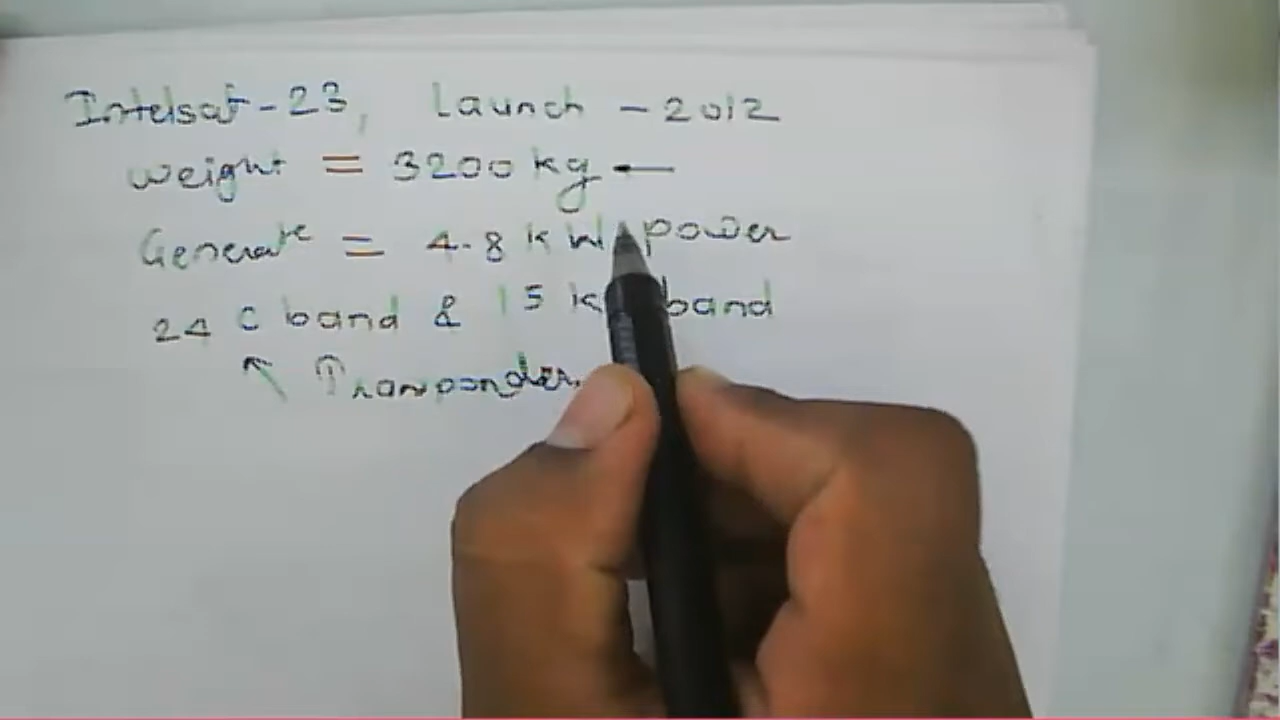 Intelsat-23, Launch - 2012
weight = 3200 kg ←
Generate = 4.8 kW power
24 C band & 15 k band
↖ Transponder.